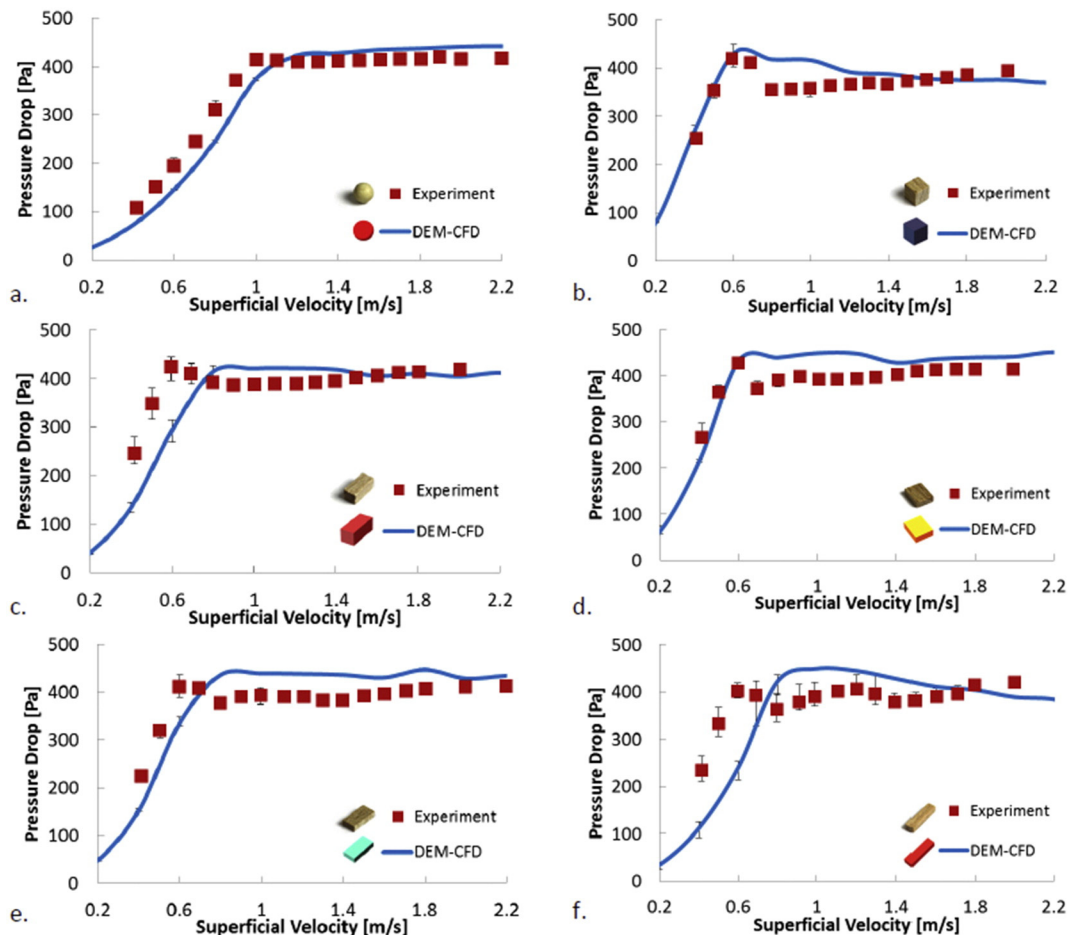 500
400
300
200
100
0
Pressure Drop [Pa]
Experiment
DEM-CFD
0.2 0.6 1 1.4 1.8 2.2
Superficial Velocity [m/s]
a.
500
400
300
200
100
0
Pressure Drop [Pa]
Experiment
DEM-CFD
0.2 0.6 1 1.4 1.8 2.2
Superficial Velocity [m/s]
b.
500
400
300
200
100
0
Pressure Drop [Pa]
Experiment
DEM-CFD
0.2 0.6 1 1.4 1.8 2.2
Superficial Velocity [m/s]
c.
500
400
300
200
100
0
Pressure Drop [Pa]
Experiment
DEM-CFD
0.2 0.6 1 1.4 1.8 2.2
Superficial Velocity [m/s]
d.
500
400
300
200
100
0
Pressure Drop [Pa]
Experiment
DEM-CFD
0.2 0.6 1 1.4 1.8 2.2
Superficial Velocity [m/s]
e.
500
400
300
200
100
0
Pressure Drop [Pa]
Experiment
DEM-CFD
0.2 0.6 1 1.4 1.8 2.2
Superficial Velocity [m/s]
f.